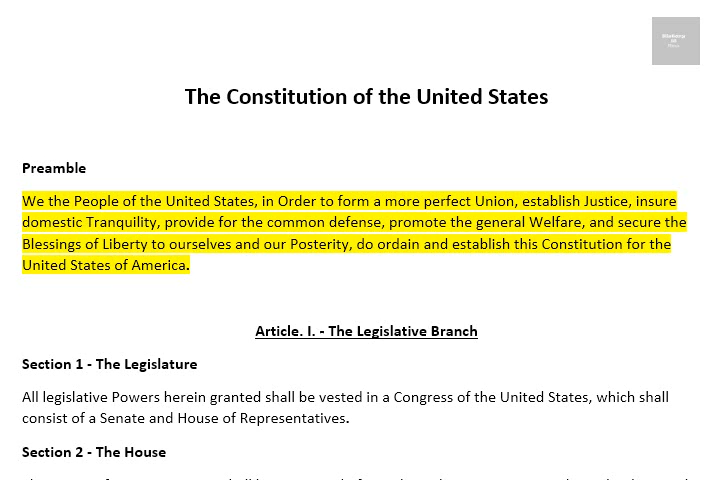 The Constitution of the United States
Preamble
We the People of the United States, in Order to form a more perfect Union, establish Justice, insure
domestic Tranquility, provide for the common defense, promote the general Welfare, and secure the
Blessings of Liberty to ourselves and our Posterity, do ordain and establish this Constitution for the
United States of America.
Article. I. - The Legislative Branch
Section 1 - The Legislature
All legislative Powers herein granted shall be vested in a Congress of the United States, which shall
consist of a Senate and House of Representatives.
Section 2 - The House